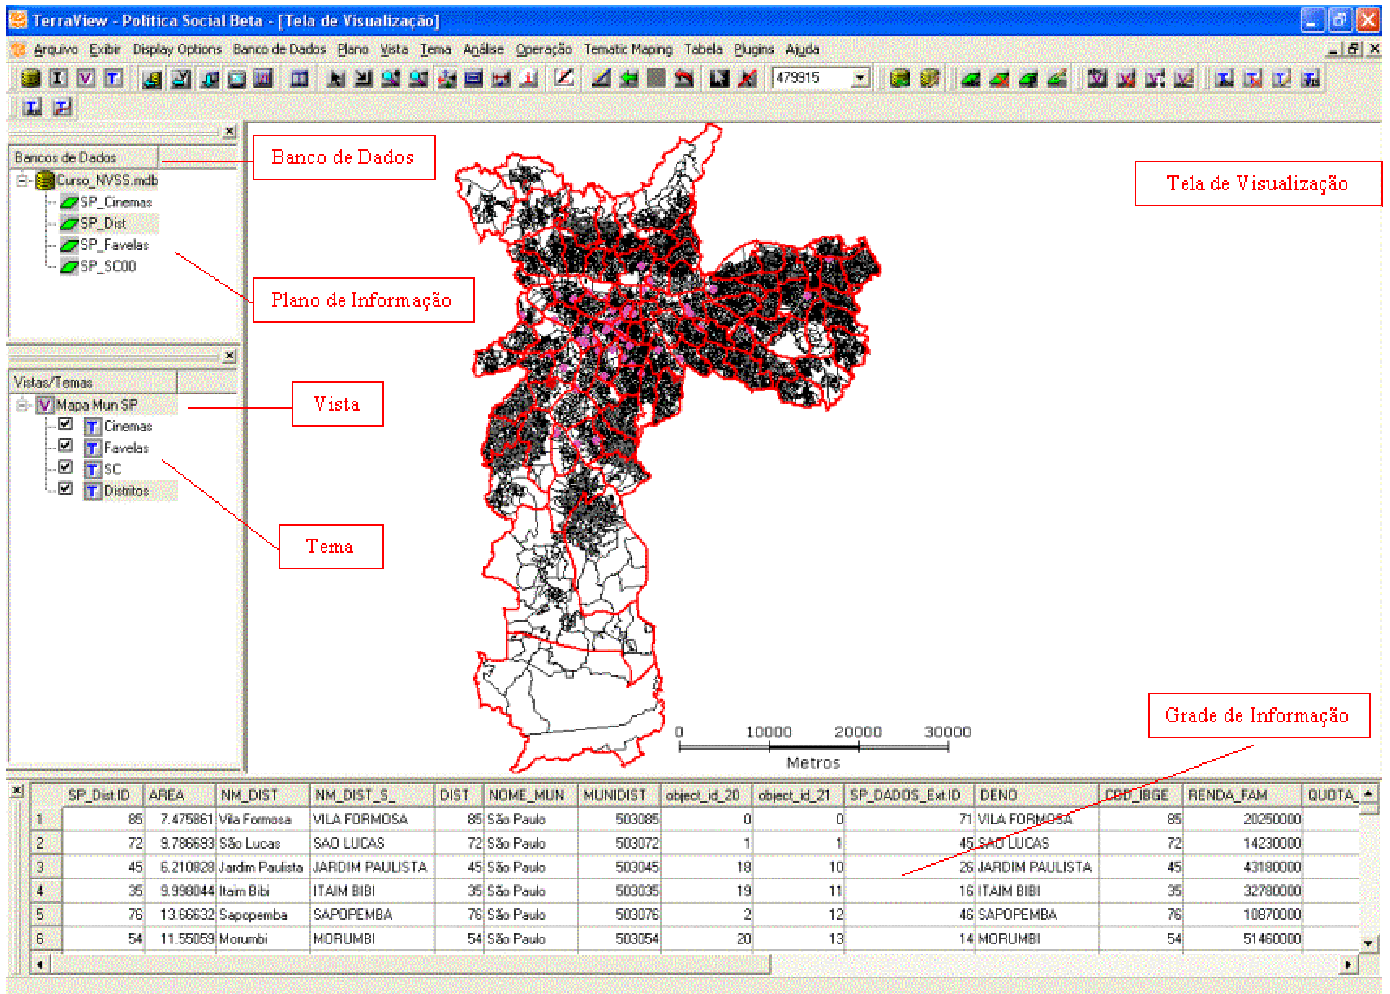 TerraView - Política Social Beta - [Tela de Visualização]
Arquivo Exibir Display Options Banco de Dados Plano Vista Tema Análise Operação Tematic Maping Tabela Plugins Ajuda
I V T 479915
Bancos de Dados
Curso_NVSS.mdb
SP_Cinemas
SP_Dist
SP_Favelas
SP_SC00
Banco de Dados
Plano de Informação
Tela de Visualização
Vistas/Temas
V Mapa Mun SP
T Cinemas
T Favelas
T SC
T Distritos
Vista
Tema
Grade de Informação
0 10000 20000 30000
Metros
SP_Dist.ID AREA NM_DIST NM_DIST_S_ DIST NOME_MUN MUNIDIST object_id_20 object_id_21 SP_DADOS_Ext.ID DENO COD_IBGE RENDA_FAM QUOTA_
1 85 7.475861 Vila Formosa VILA FORMOSA 85 São Paulo 503085 0 0 71 VILA FORMOSA 85 20250000
2 72 9.786693 São Lucas SAO LUCAS 72 São Paulo 503072 1 1 45 SAO LUCAS 72 14230000
3 45 6.210828 Jardim Paulista JARDIM PAULISTA 45 São Paulo 503045 18 10 26 JARDIM PAULISTA 45 43180000
4 35 9.998044 Itaim Bibi ITAIM BIBI 35 São Paulo 503035 19 11 16 ITAIM BIBI 35 32780000
5 76 13.66632 Sapopemba SAPOPEMBA 76 São Paulo 503076 2 12 46 SAPOPEMBA 76 10870000
6 54 11.55059 Morumbi MORUMBI 54 São Paulo 503054 20 13 14 MORUMBI 54 51460000